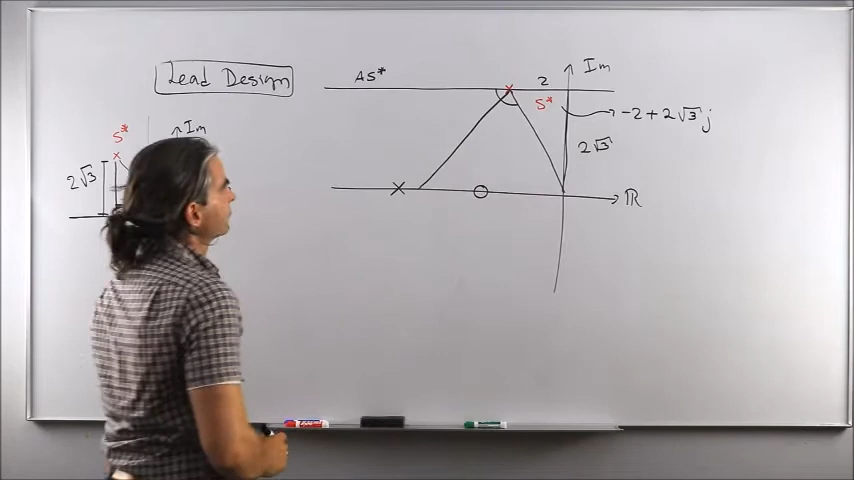 Lead Design
AS*
2
Im
S*
-2 + 2√3 j
2√3
ℝ
S*
Im
2√3